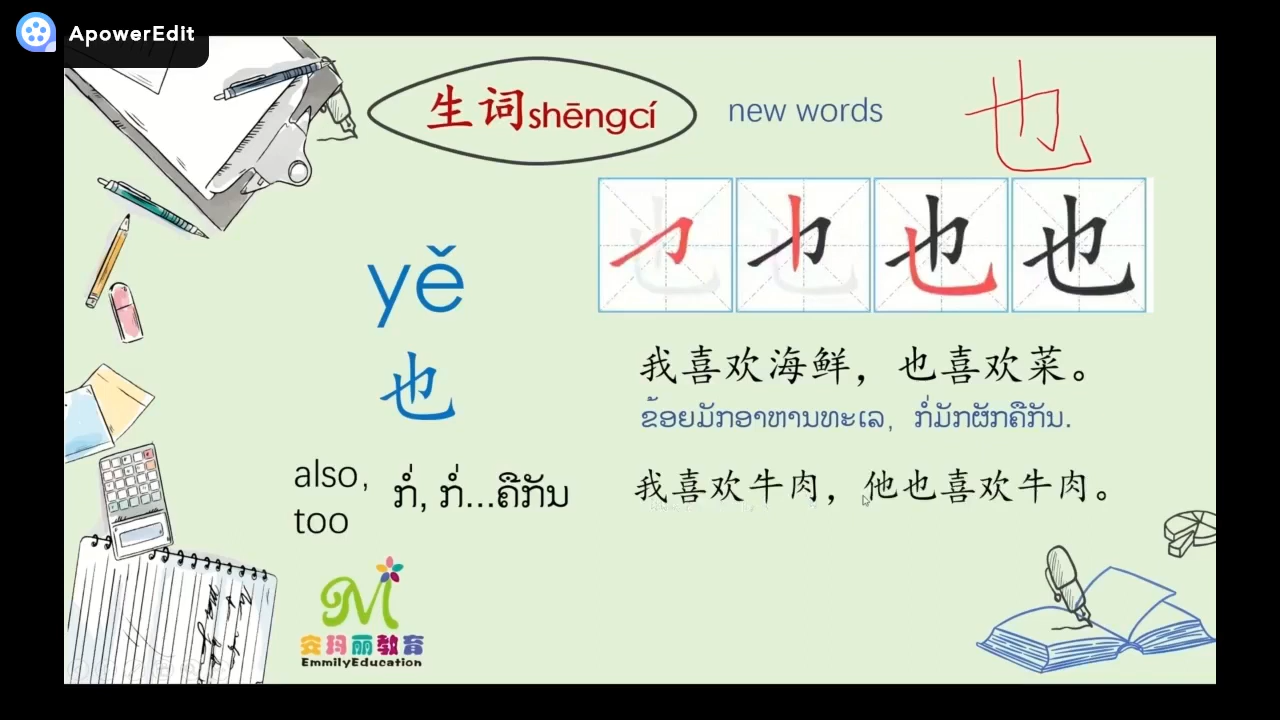 ApowerEdit
生词shēngcí
new words
也
yě
也
也
也
也
我喜欢海鲜，也喜欢菜。
ຂ້ອຍມັກອາຫານທະເລ, ກໍ່ມັກຜັກຄືກັນ.
also,
too
ກໍ່, ກໍ່...ຄືກັນ
我喜欢牛肉，他也喜欢牛肉。
M
安玛丽教育
EmmilyEducation